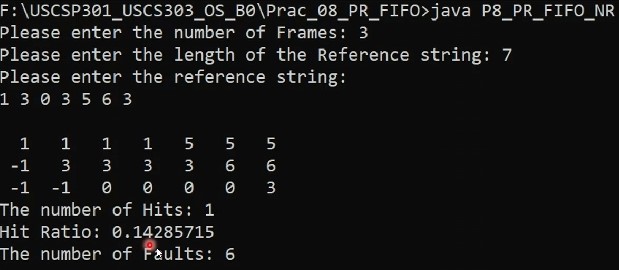 F:\USCSP301_USCS303_OS_B0\Prac_08_PR_FIFO>java P8_PR_FIFO_NR
Please enter the number of Frames: 3
Please enter the length of the Reference string: 7
Please enter the reference string:
1 3 0 3 5 6 3
1 1 1 1 5 5 5
-1 3 3 3 3 6 6
-1 -1 0 0 0 0 3
The number of Hits: 1
Hit Ratio: 0.14285715
The number of Faults: 6